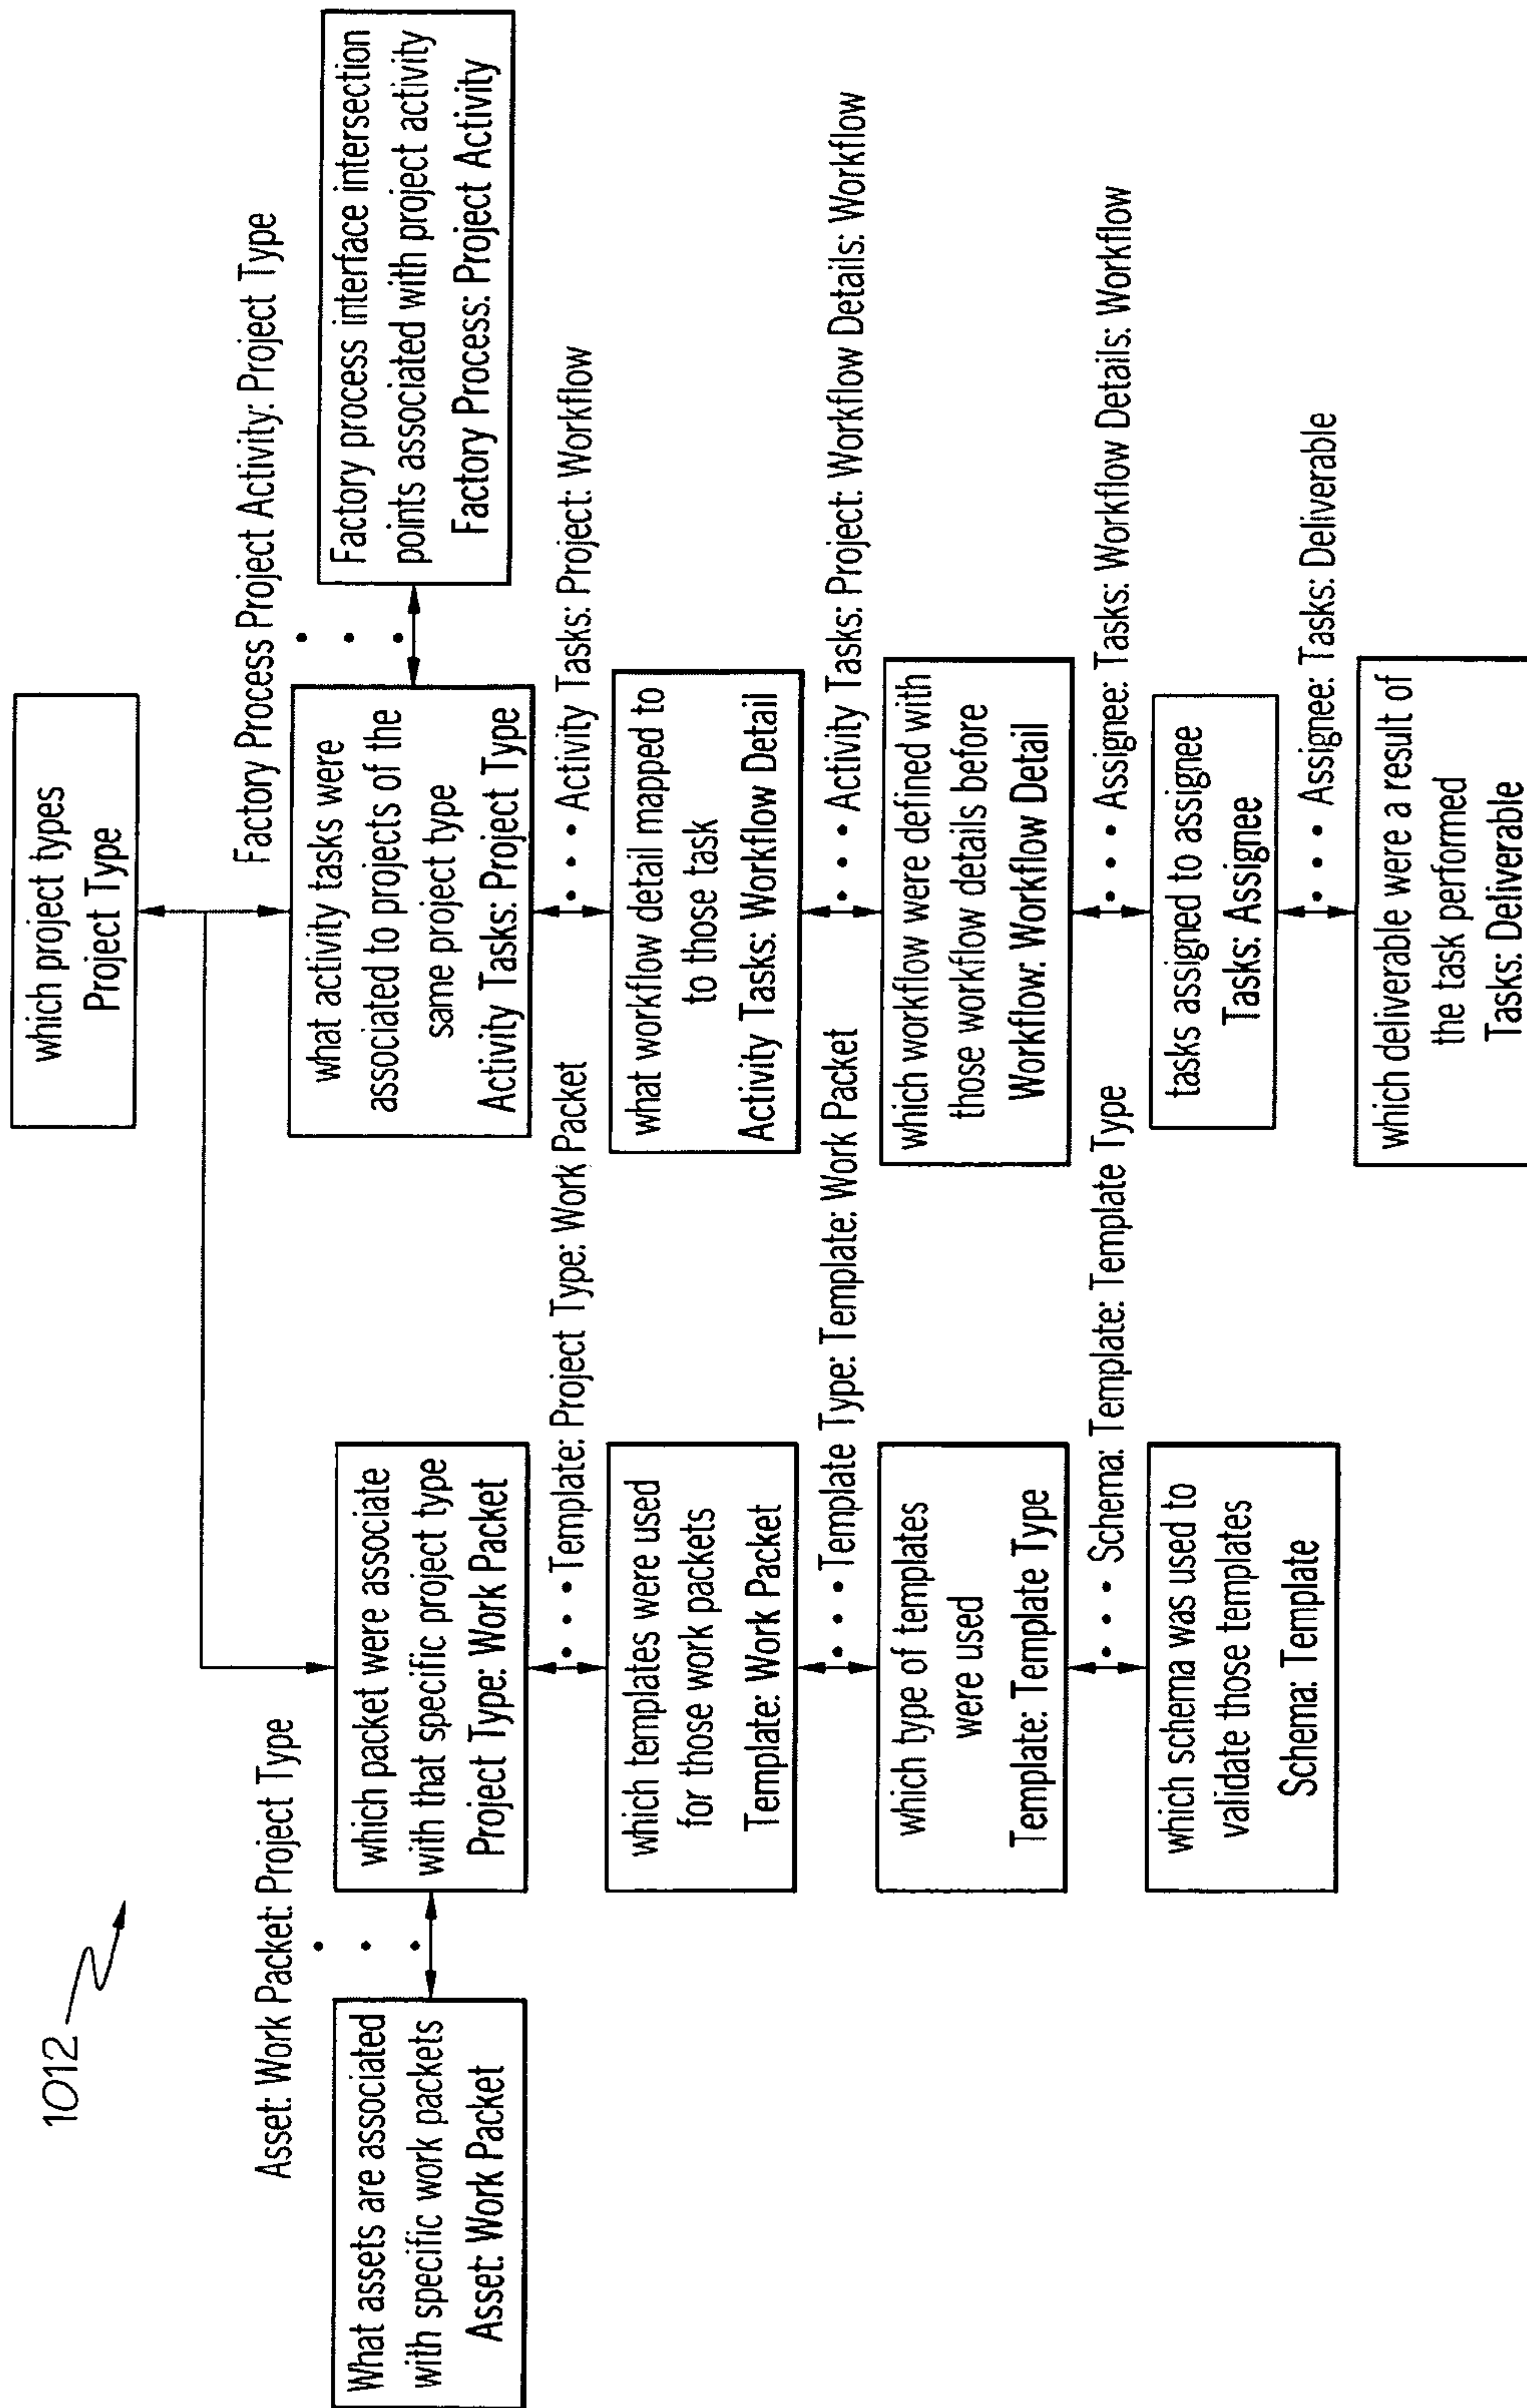 1012
which project types
Project Type
Asset: Work Packet: Project Type
Factory Process Project Activity: Project Type
What assets are associated
with specific work packets
Asset: Work Packet
which packet were associate
with that specific project type
Project Type: Work Packet
what activity tasks were
associated to projects of the
same project type
Activity Tasks: Project Type
Factory process interface intersection
points associated with project activity
Factory Process: Project Activity
Template: Project Type: Work Packet
Activity Tasks: Project: Workflow
which templates were used
for those work packets
Template: Work Packet
what workflow detail mapped to
to those task
Activity Tasks: Workflow Detail
Template Type: Template: Work Packet
Activity Tasks: Project: Workflow Details: Workflow
which type of templates
were used
Template: Template Type
which workflow were defined with
those workflow details before
Workflow: Workflow Detail
Schema: Template: Template Type
Assignee: Tasks: Workflow Details: Workflow
which schema was used to
validate those templates
Schema: Template
tasks assigned to assignee
Tasks: Assignee
Assignee: Tasks: Deliverable
which deliverable were a result of
the task performed
Tasks: Deliverable